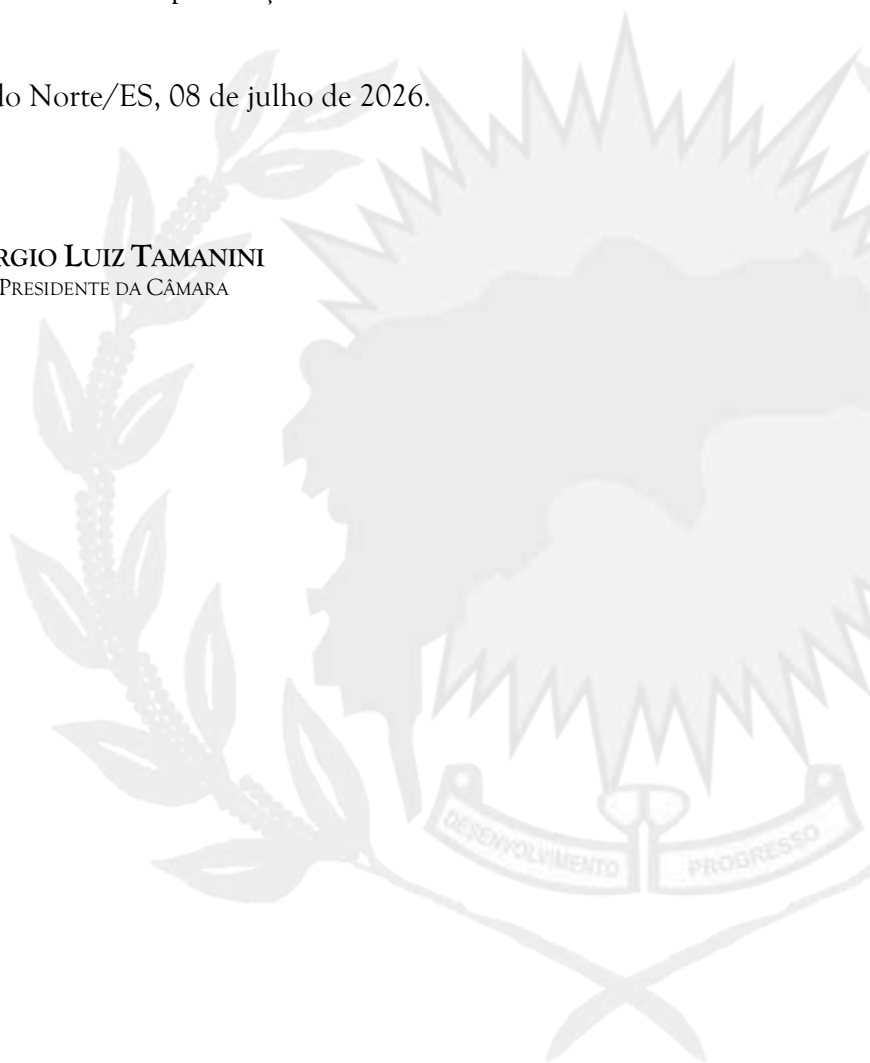 do Norte/ES, 08 de julho de 2026.
RGIO LUIZ TAMANINI
PRESIDENTE DA CÂMARA
DESENVOLVIMENTO PROGRESSO